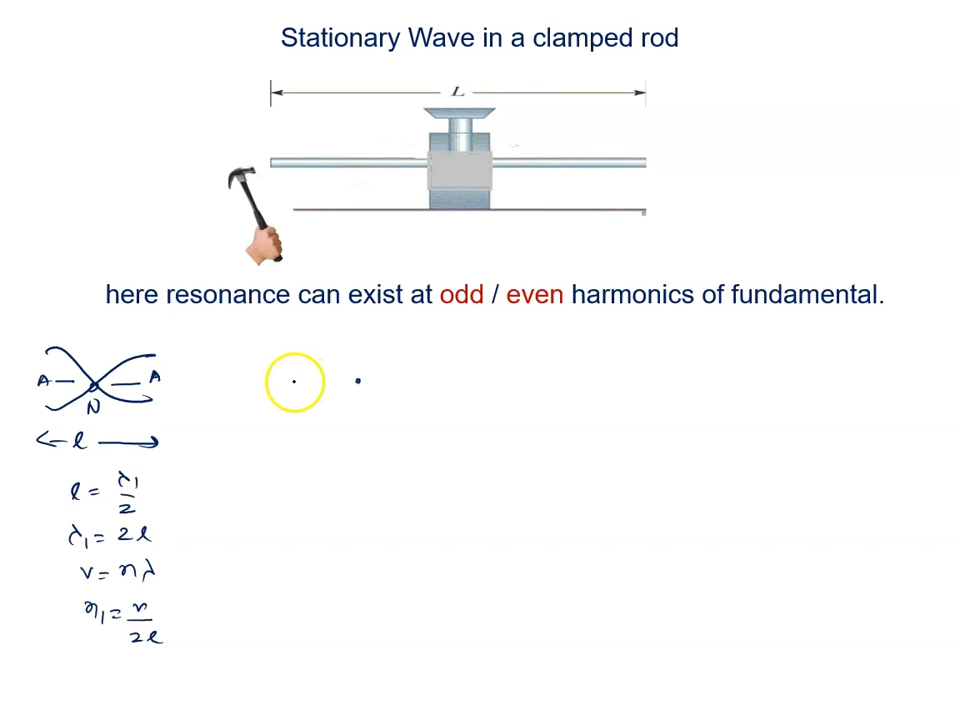 Stationary Wave in a clamped rod
L
here resonance can exist at odd / even harmonics of fundamental.
A A
N
l
l = λ1/2
λ1 = 2l
v = nλ
n1 = v/2l